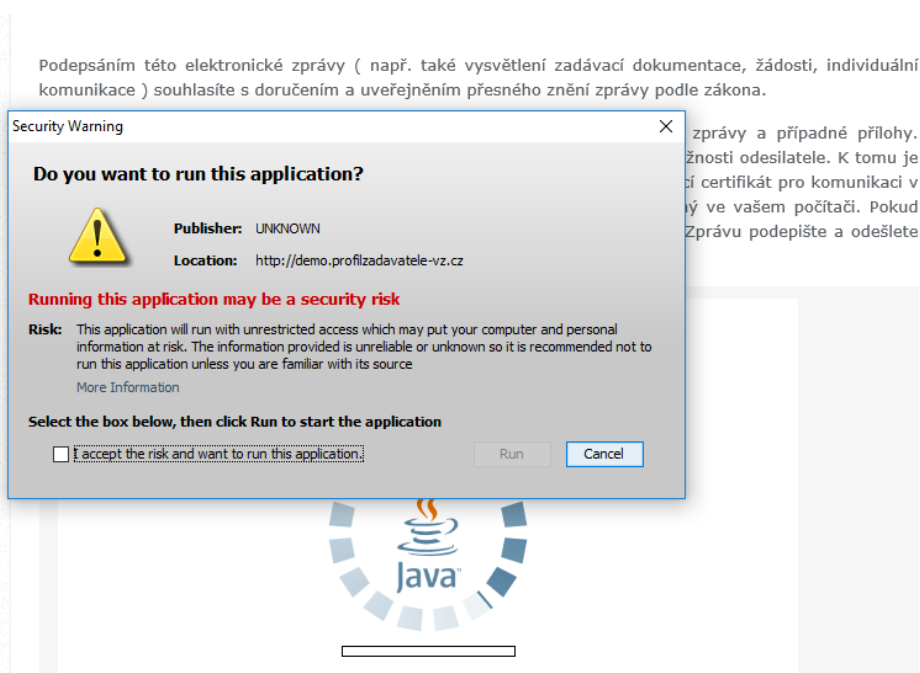 Podepsáním této elektronické zprávy ( např. také vysvětlení zadávací dokumentace, žádosti, individuální
komunikace ) souhlasíte s doručením a uveřejněním přesného znění zprávy podle zákona.
Security Warning
zprávy a případné přílohy.
žnosti odesilatele. K tomu je
cí certifikát pro komunikaci v
ý ve vašem počítači. Pokud
Zprávu podepište a odešlete
Do you want to run this application?
Publisher: UNKNOWN
Location: http://demo.profilzadavatele-vz.cz
Running this application may be a security risk
Risk: This application will run with unrestricted access which may put your computer and personal
information at risk. The information provided is unreliable or unknown so it is recommended not to
run this application unless you are familiar with its source
More Information
Select the box below, then click Run to start the application
I accept the risk and want to run this application.
Run Cancel
Java